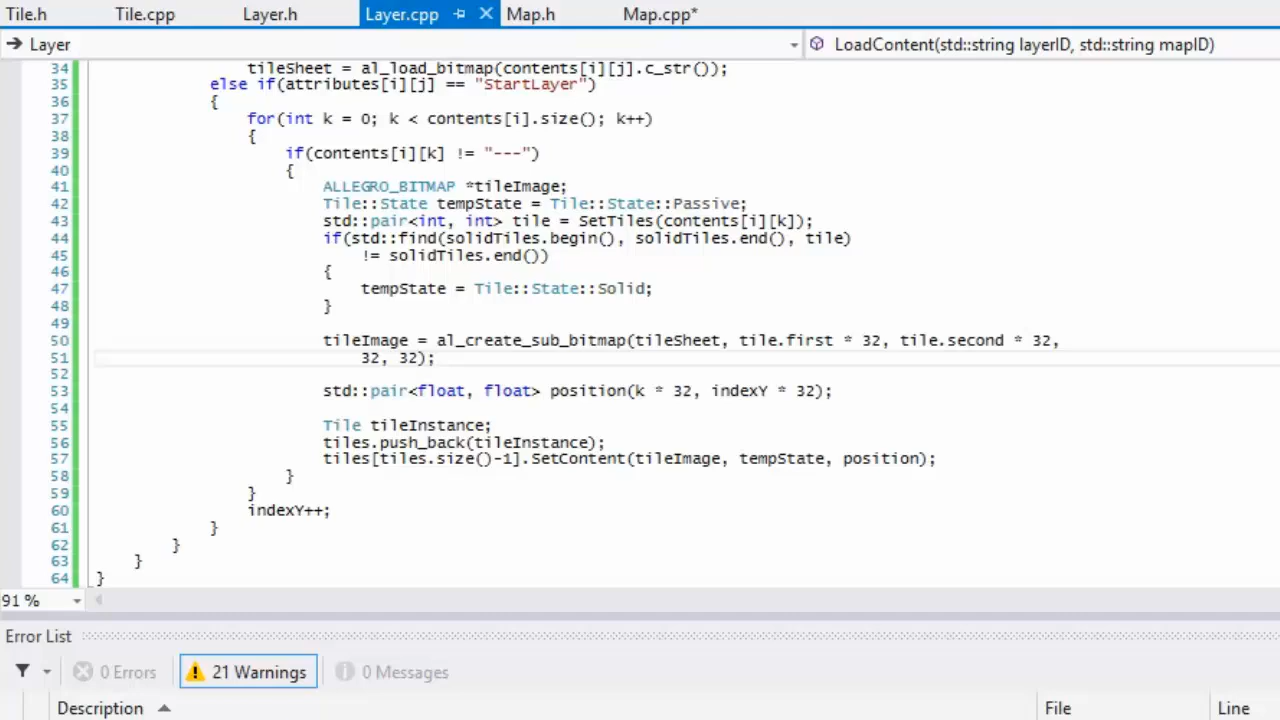 Tile.h Tile.cpp Layer.h Layer.cpp Map.h Map.cpp*
Layer LoadContent(std::string layerID, std::string mapID)
34 tileSheet = al_load_bitmap(contents[i][j].c_str());
35 else if(attributes[i][j] == "StartLayer")
36 {
37 for(int k = 0; k < contents[i].size(); k++)
38 {
39 if(contents[i][k] != "---")
40 {
41 ALLEGRO_BITMAP *tileImage;
42 Tile::State tempState = Tile::State::Passive;
43 std::pair<int, int> tile = SetTiles(contents[i][k]);
44 if(std::find(solidTiles.begin(), solidTiles.end(), tile)
45 != solidTiles.end())
46 {
47 tempState = Tile::State::Solid;
48 }
49
50 tileImage = al_create_sub_bitmap(tileSheet, tile.first * 32, tile.second * 32,
51 32, 32);
52
53 std::pair<float, float> position(k * 32, indexY * 32);
54
55 Tile tileInstance;
56 tiles.push_back(tileInstance);
57 tiles[tiles.size()-1].SetContent(tileImage, tempState, position);
58 }
59 }
60 indexY++;
61 }
62 }
63 }
64 }
91 %
Error List
0 Errors 21 Warnings 0 Messages
Description File Line